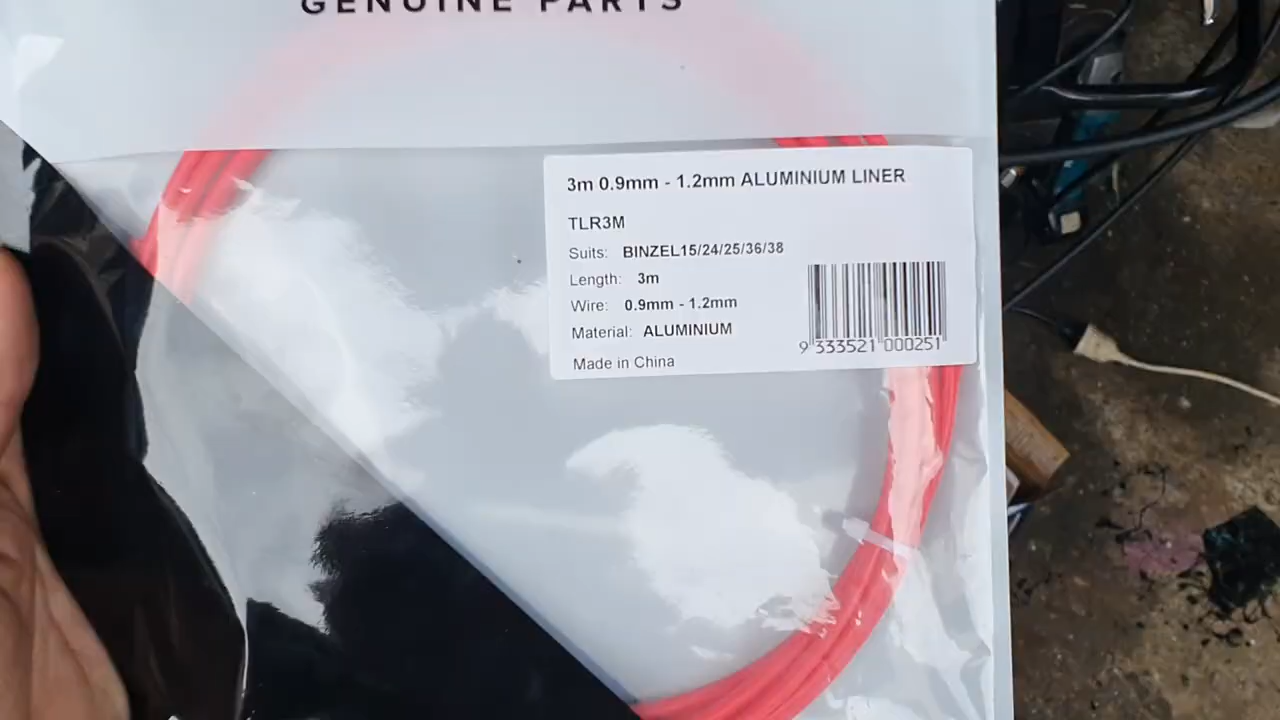 GENUINE PARTS
3m 0.9mm - 1.2mm ALUMINIUM LINER
TLR3M
Suits: BINZEL15/24/25/36/38
Length: 3m
Wire: 0.9mm - 1.2mm
Material: ALUMINIUM
Made in China
9 333521 000251